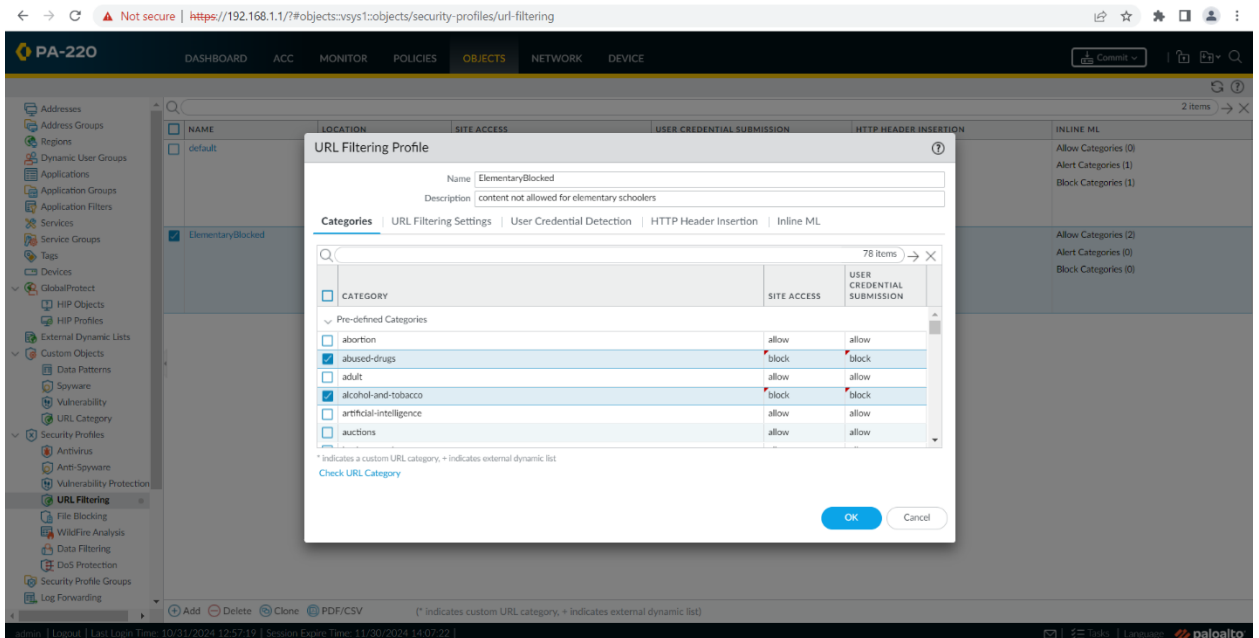 Not secure | https://192.168.1.1/?#objects::vsys1::objects/security-profiles/url-filtering
PA-220
DASHBOARD ACC MONITOR POLICIES OBJECTS NETWORK DEVICE
Commit
2 items
Addresses
Address Groups
Regions
Dynamic User Groups
Applications
Application Groups
Application Filters
Services
Service Groups
Tags
Devices
GlobalProtect
HIP Objects
HIP Profiles
External Dynamic Lists
Custom Objects
Data Patterns
Spyware
Vulnerability
URL Category
Security Profiles
Antivirus
Anti-Spyware
Vulnerability Protection
URL Filtering
File Blocking
WildFire Analysis
Data Filtering
DoS Protection
Security Profile Groups
Log Forwarding
NAME LOCATION SITE ACCESS USER CREDENTIAL SUBMISSION HTTP HEADER INSERTION INLINE ML
default
Allow Categories (0)
Alert Categories (1)
Block Categories (1)
ElementaryBlocked
Allow Categories (2)
Alert Categories (0)
Block Categories (0)
URL Filtering Profile
Name ElementaryBlocked
Description content not allowed for elementary schoolers
Categories | URL Filtering Settings | User Credential Detection | HTTP Header Insertion | Inline ML
78 items
CATEGORY SITE ACCESS USER CREDENTIAL SUBMISSION
Pre-defined Categories
abortion allow allow
abused-drugs block block
adult allow allow
alcohol-and-tobacco block block
artificial-intelligence allow allow
auctions allow allow
* indicates a custom URL category, + indicates external dynamic list
Check URL Category
OK Cancel
Add Delete Clone PDF/CSV (* indicates custom URL category, + indicates external dynamic list)
admin | Logout | Last Login Time: 10/31/2024 12:57:19 | Session Expire Time: 11/30/2024 14:07:22 |
Tasks | Language paloalto